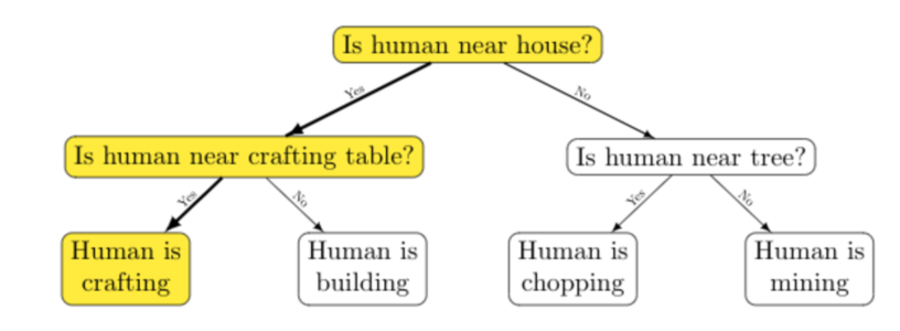 Is human near house?
Yes
No
Is human near crafting table?
Is human near tree?
Yes
No
Yes
No
Human is
crafting
Human is
building
Human is
chopping
Human is
mining